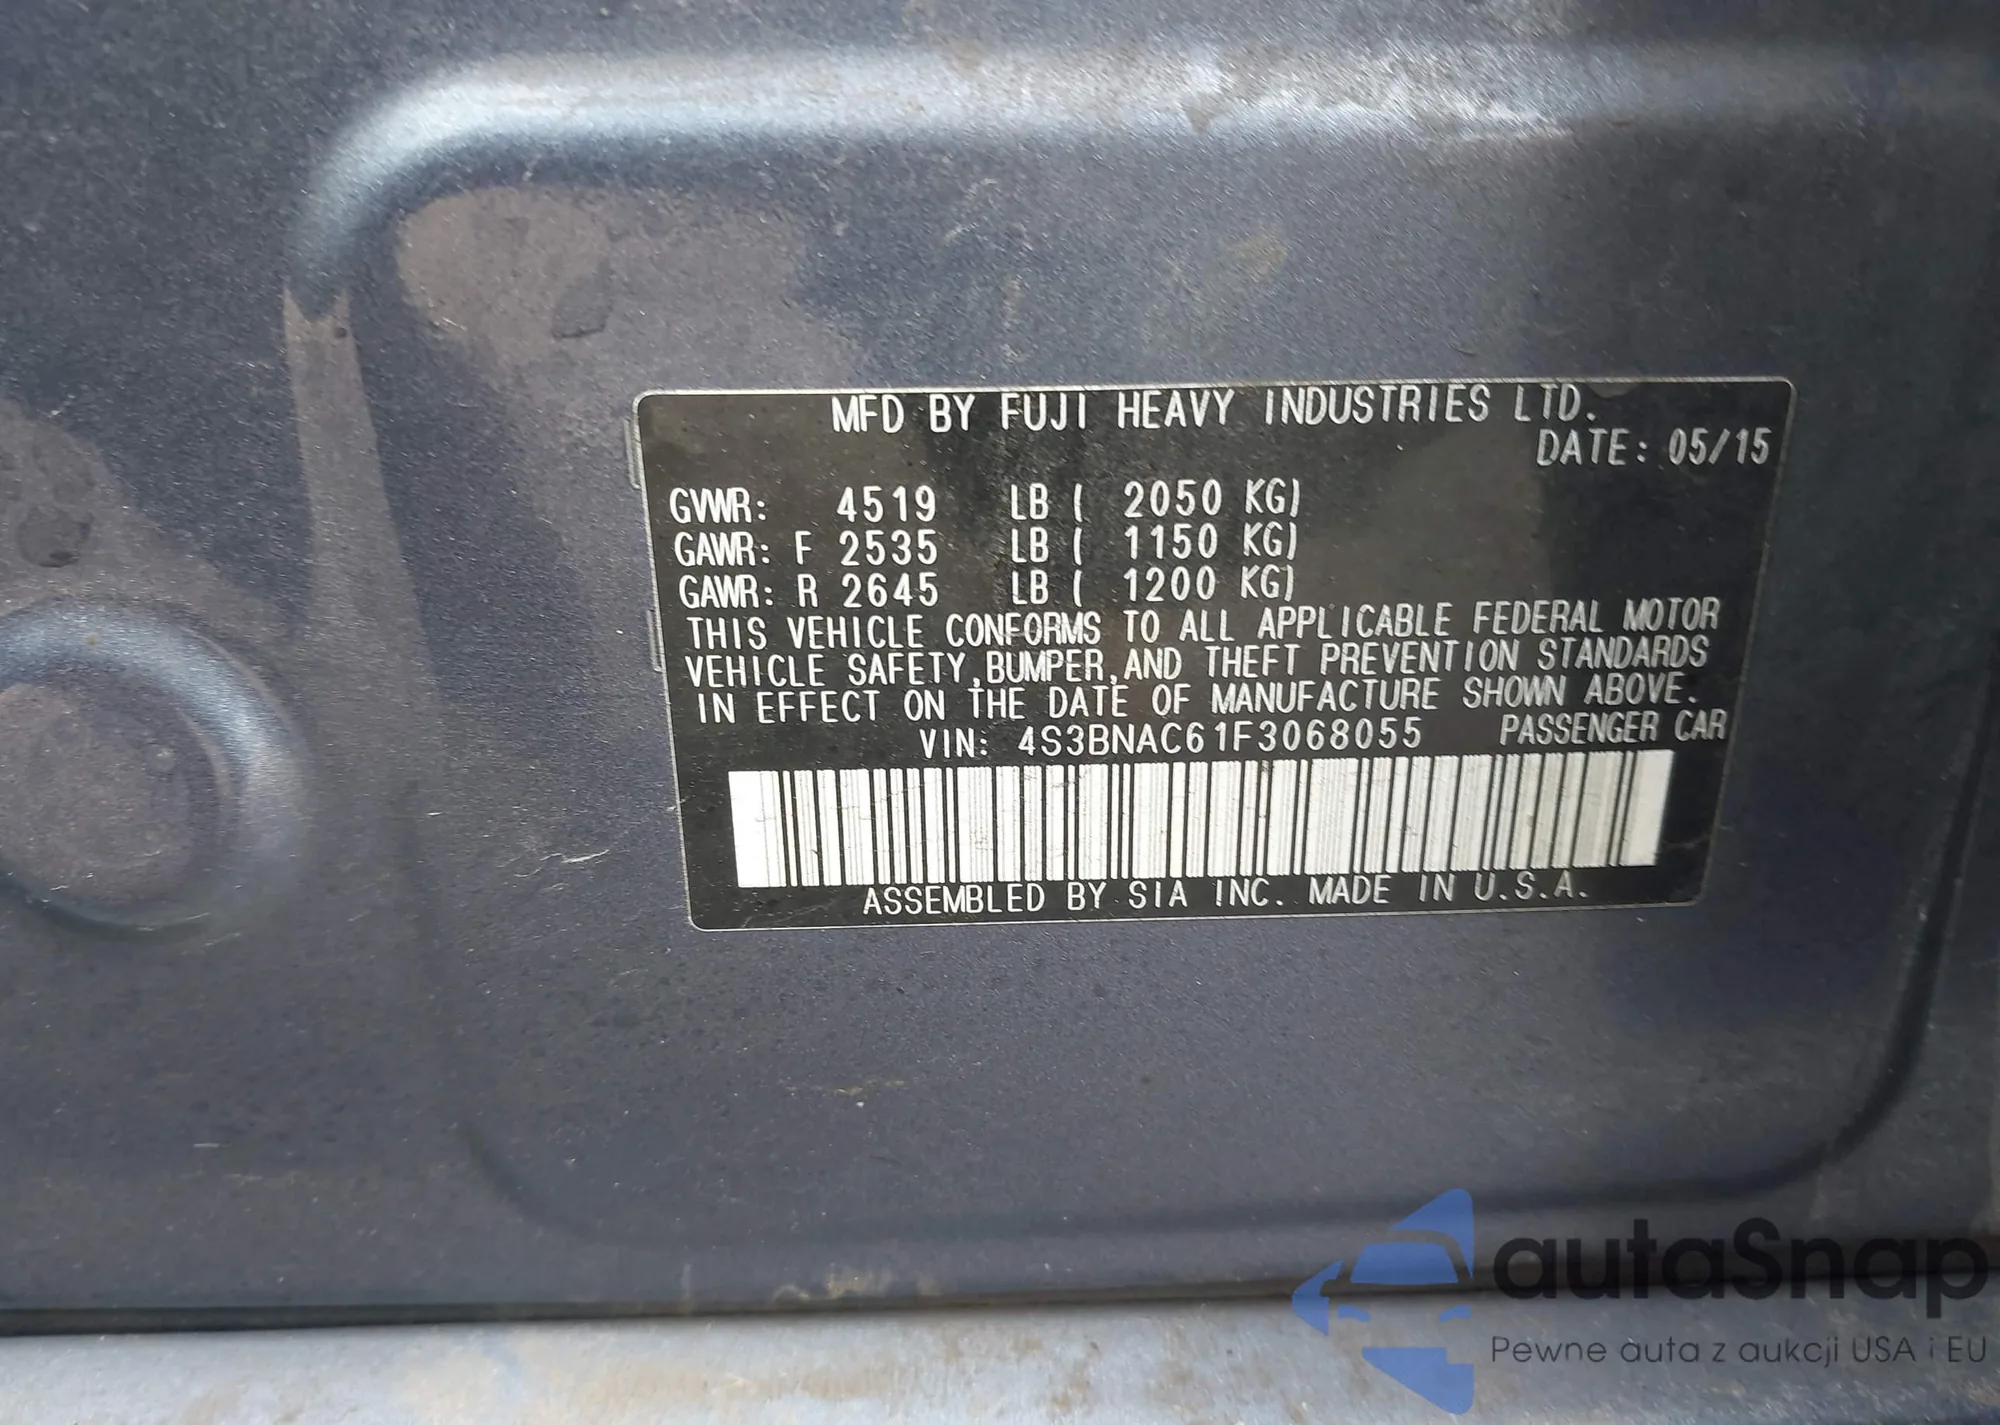 MFD BY FUJI HEAVY INDUSTRIES LTD.
DATE: 05/15
GVWR: 4519 LB ( 2050 KG)
GAWR: F 2535 LB ( 1150 KG)
GAWR: R 2645 LB ( 1200 KG)
THIS VEHICLE CONFORMS TO ALL APPLICABLE FEDERAL MOTOR
VEHICLE SAFETY,BUMPER,AND THEFT PREVENTION STANDARDS
IN EFFECT ON THE DATE OF MANUFACTURE SHOWN ABOVE.
VIN: 4S3BNAC61F3068055 PASSENGER CAR
ASSEMBLED BY SIA INC. MADE IN U.S.A.
autaSnap
Pewne auta z aukcji USA i EU